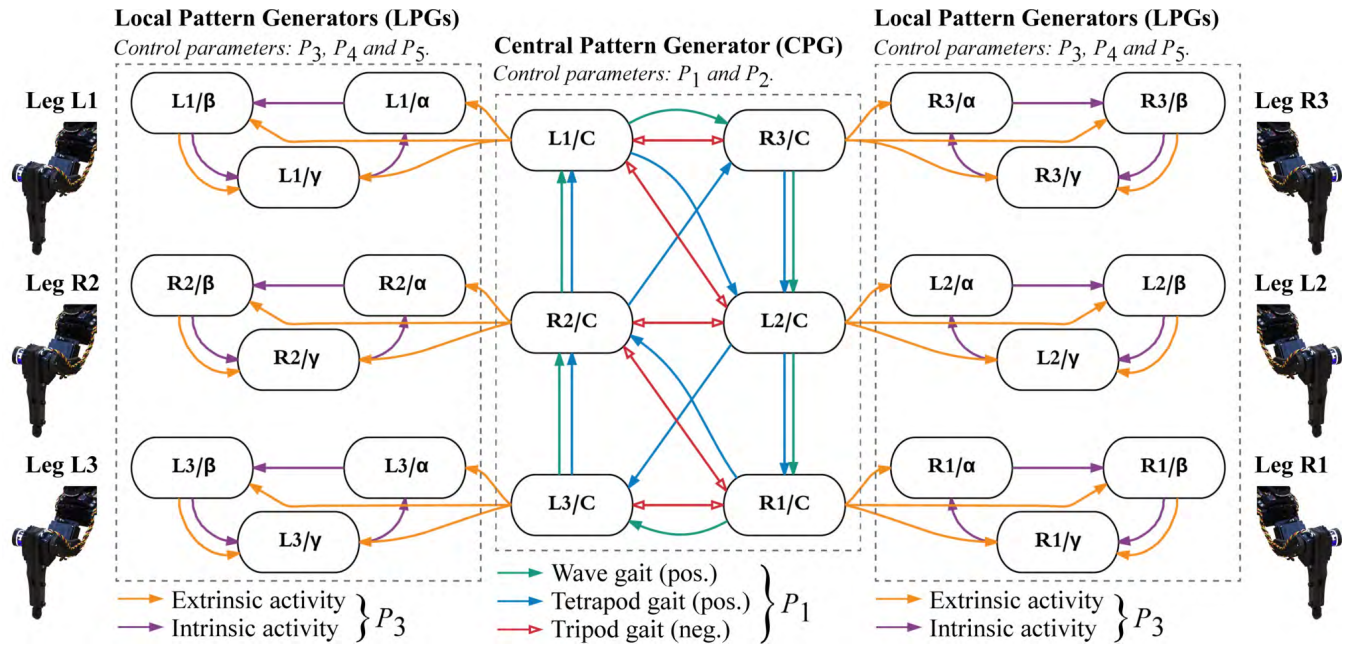 Local Pattern Generators (LPGs)
Control parameters: P3, P4 and P5.
Central Pattern Generator (CPG)
Control parameters: P1 and P2.
Local Pattern Generators (LPGs)
Control parameters: P3, P4 and P5.
Leg L1
L1/β
L1/α
L1/γ
L1/C
R3/C
R3/α
R3/β
R3/γ
Leg R3
Leg R2
R2/β
R2/α
R2/γ
R2/C
L2/C
L2/α
L2/β
L2/γ
Leg L2
Leg L3
L3/β
L3/α
L3/γ
L3/C
R1/C
R1/α
R1/β
R1/γ
Leg R1
Extrinsic activity
Intrinsic activity
} P3
Wave gait (pos.)
Tetrapod gait (pos.)
Tripod gait (neg.)
} P1
Extrinsic activity
Intrinsic activity
} P3